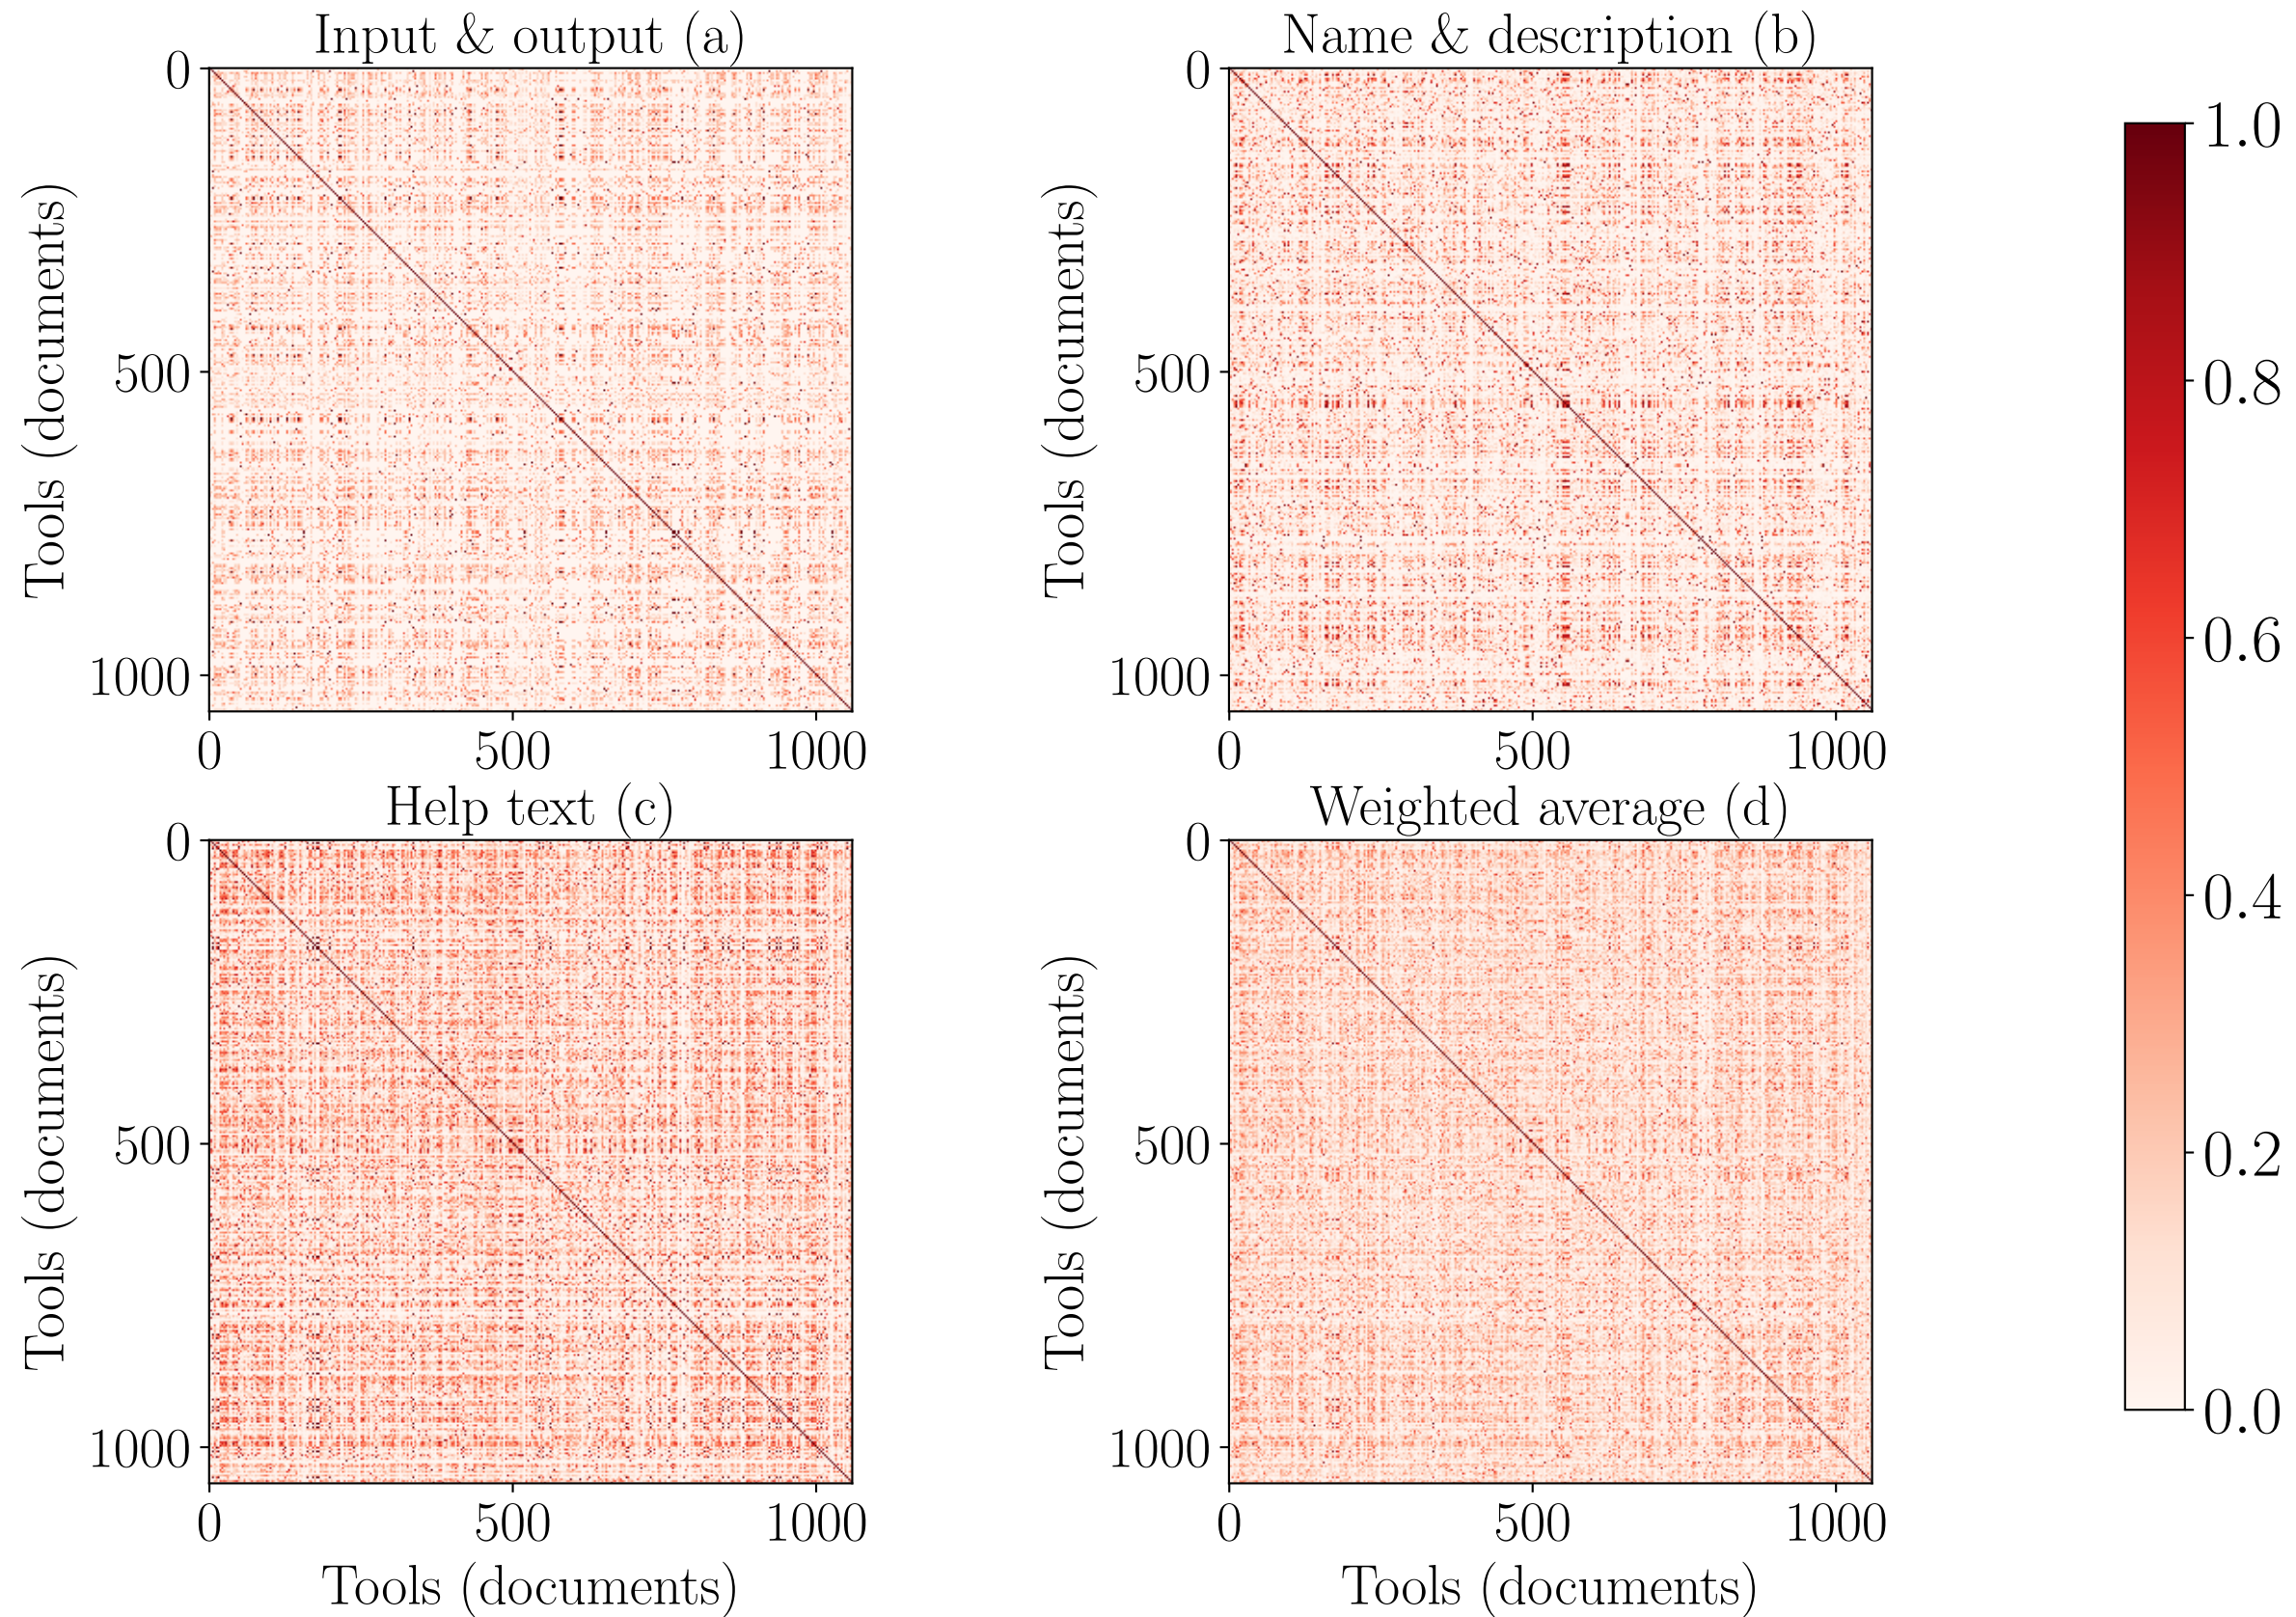 Input & output (a)
Name & description (b)
0
500
1000
Tools (documents)
0 500 1000
0
500
1000
Tools (documents)
0 500 1000
Help text (c)
Weighted average (d)
0
500
1000
Tools (documents)
0 500 1000
Tools (documents)
0
500
1000
Tools (documents)
0 500 1000
Tools (documents)
1.0
0.8
0.6
0.4
0.2
0.0